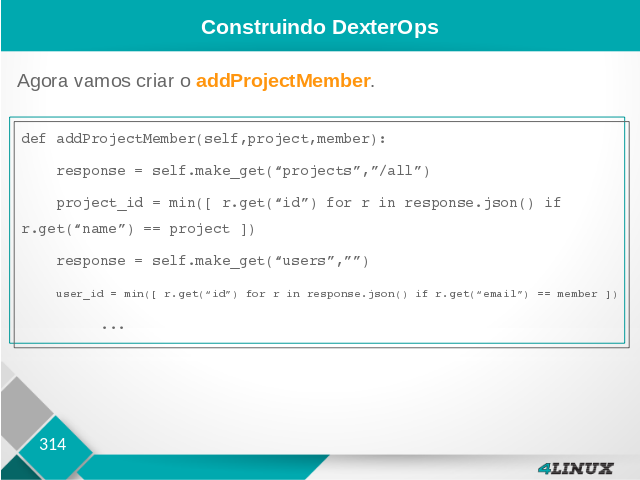 Construindo DexterOps
Agora vamos criar o addProjectMember.
def addProjectMember(self,project,member):
response = self.make_get(“projects”,”/all”)
project_id = min([ r.get(“id”) for r in response.json() if
r.get(“name”) == project ])
response = self.make_get(“users”,””)
user_id = min([ r.get(“id”) for r in response.json() if r.get(“email”) == member ])
...
314
4LINUX